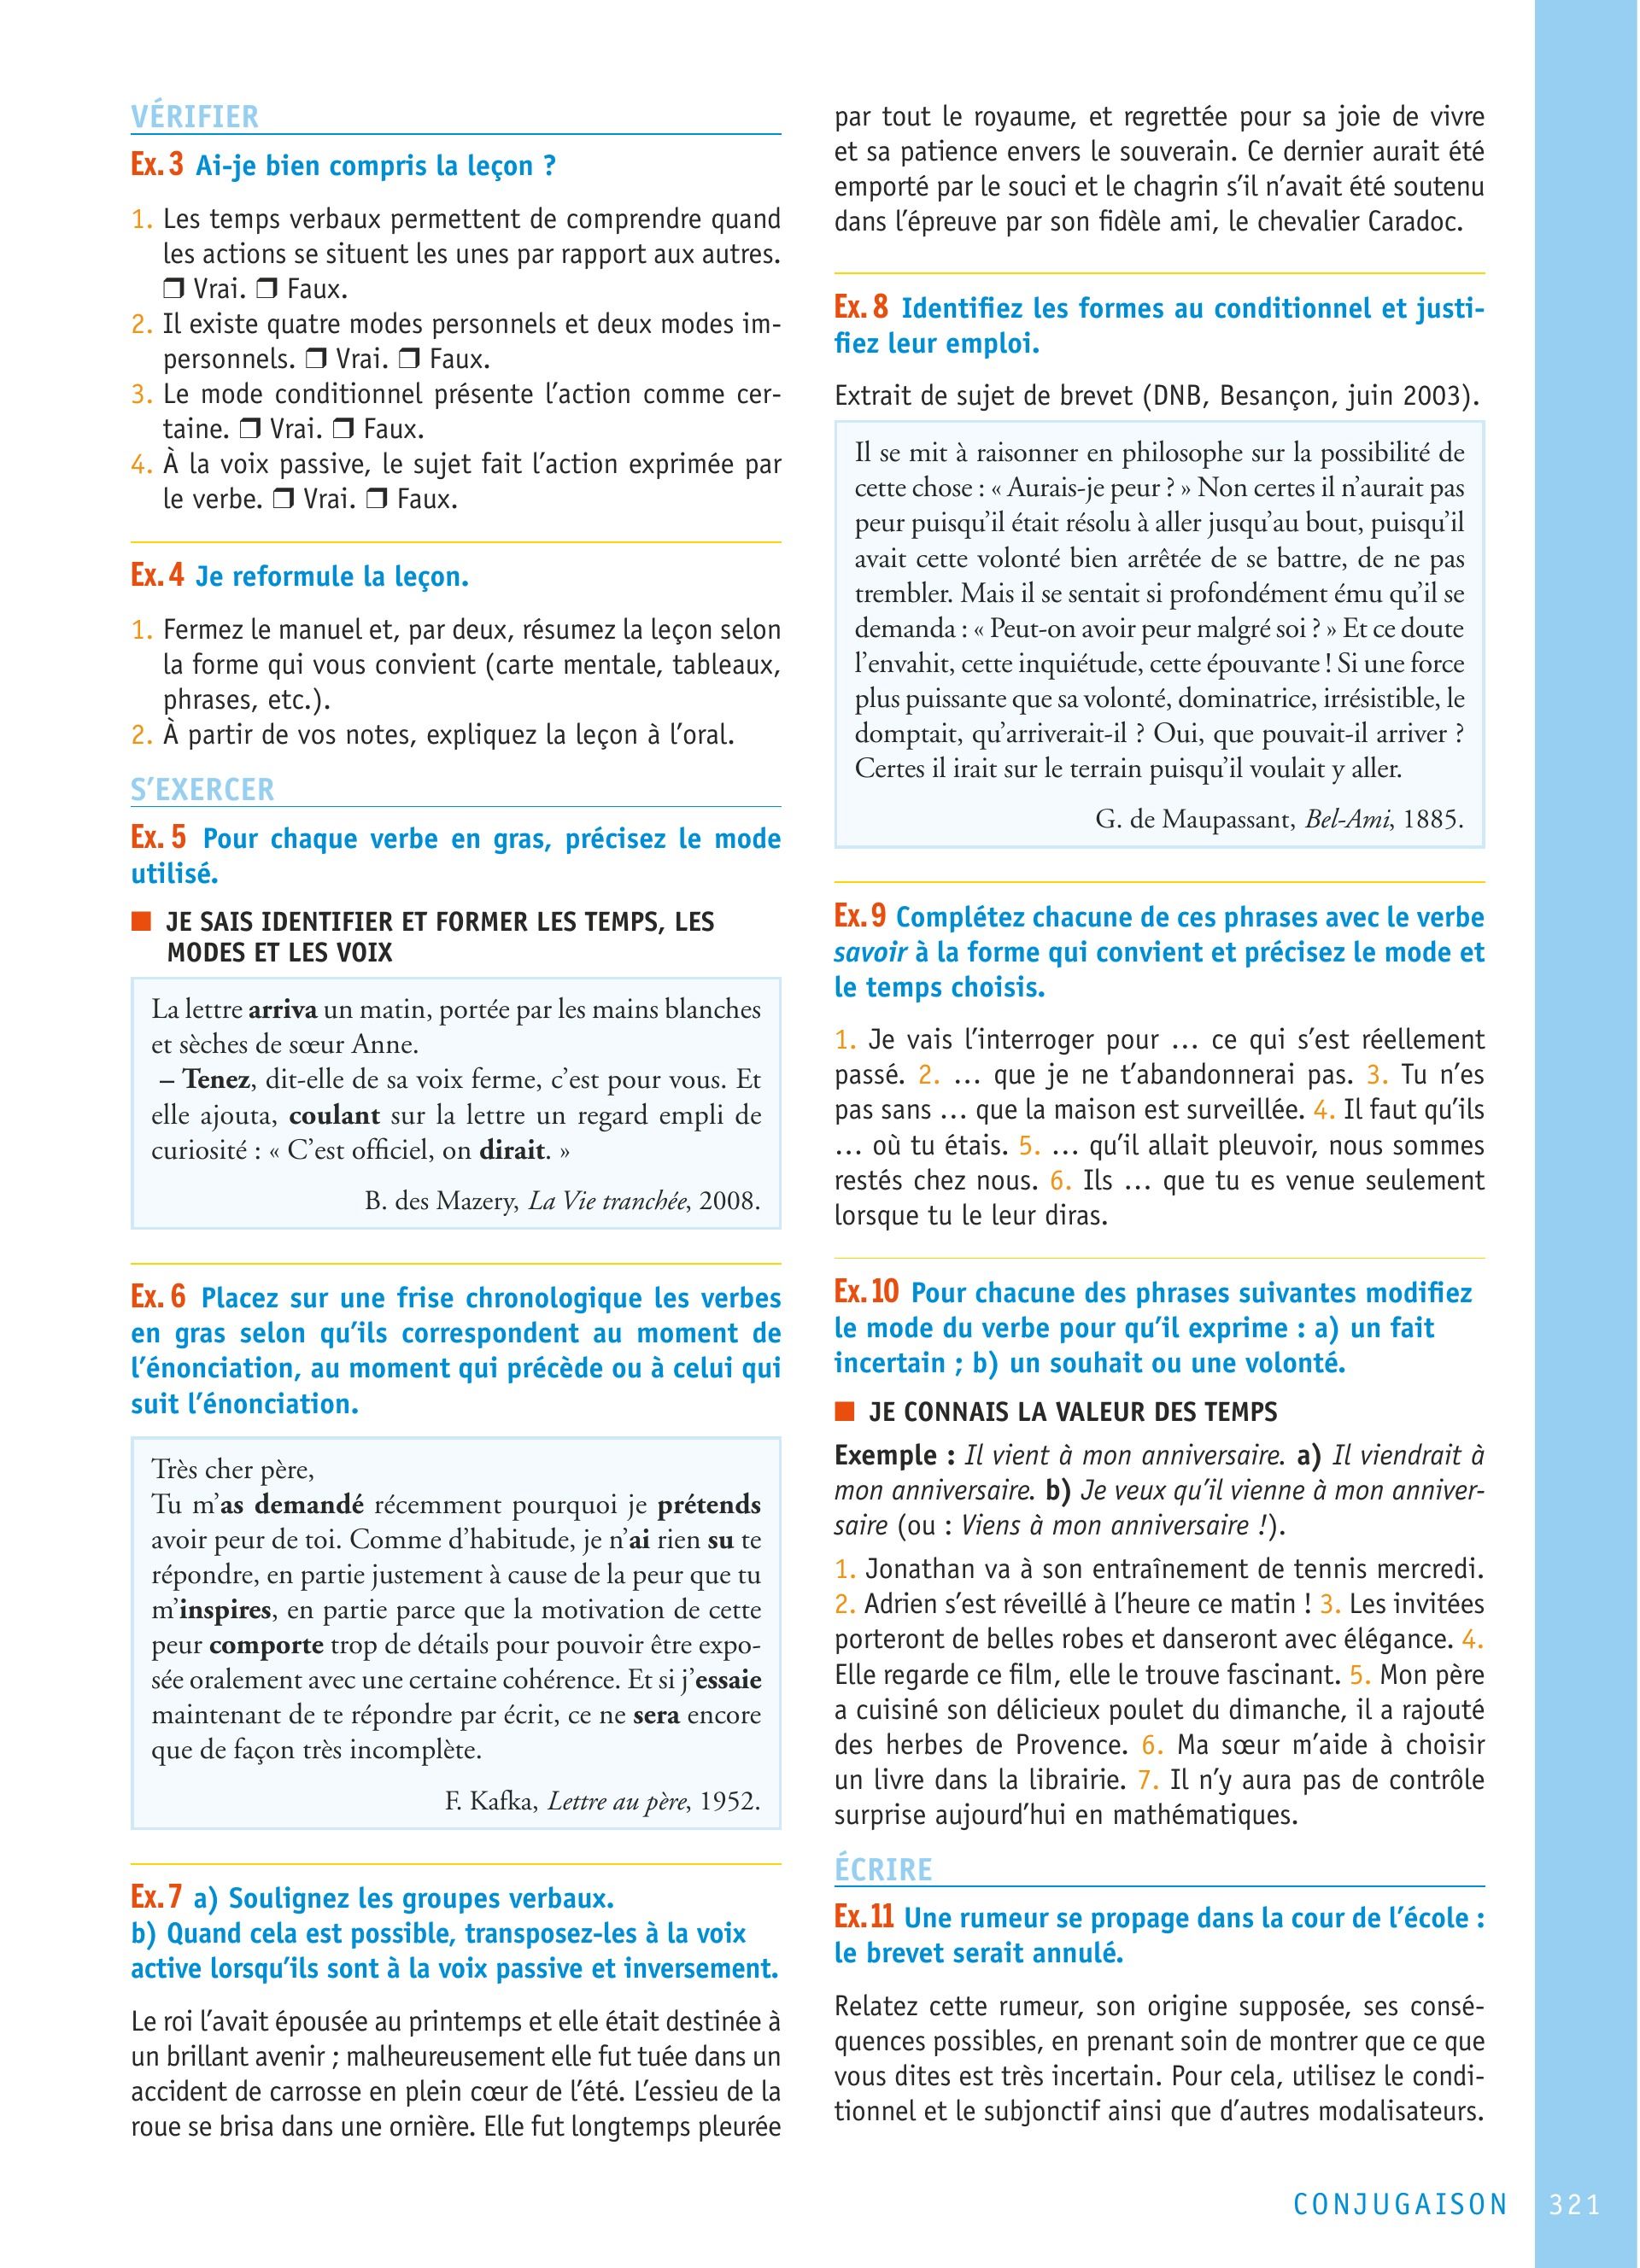 VÉRIFIER
Ex. 3 Ai-je bien compris la leçon ?
1. Les temps verbaux permettent de comprendre quand
les actions se situent les unes par rapport aux autres.
❒ Vrai. ❒ Faux.
2. Il existe quatre modes personnels et deux modes im-
personnels. ❒ Vrai. ❒ Faux.
3. Le mode conditionnel présente l’action comme cer-
taine. ❒ Vrai. ❒ Faux.
4. À la voix passive, le sujet fait l’action exprimée par
le verbe. ❒ Vrai. ❒ Faux.
Ex. 4 Je reformule la leçon.
1. Fermez le manuel et, par deux, résumez la leçon selon
la forme qui vous convient (carte mentale, tableaux,
phrases, etc.).
2. À partir de vos notes, expliquez la leçon à l’oral.
S’EXERCER
Ex. 5 Pour chaque verbe en gras, précisez le mode
utilisé.
■ JE SAIS IDENTIFIER ET FORMER LES TEMPS, LES
MODES ET LES VOIX
La lettre arriva un matin, portée par les mains blanches
et sèches de sœur Anne.
– Tenez, dit-elle de sa voix ferme, c’est pour vous. Et
elle ajouta, coulant sur la lettre un regard empli de
curiosité : « C’est officiel, on dirait. »
B. des Mazery, La Vie tranchée, 2008.
Ex. 6 Placez sur une frise chronologique les verbes
en gras selon qu’ils correspondent au moment de
l’énonciation, au moment qui précède ou à celui qui
suit l’énonciation.
Très cher père,
Tu m’as demandé récemment pourquoi je prétends
avoir peur de toi. Comme d’habitude, je n’ai rien su te
répondre, en partie justement à cause de la peur que tu
m’inspires, en partie parce que la motivation de cette
peur comporte trop de détails pour pouvoir être expo-
sée oralement avec une certaine cohérence. Et si j’essaie
maintenant de te répondre par écrit, ce ne sera encore
que de façon très incomplète.
F. Kafka, Lettre au père, 1952.
Ex. 7 a) Soulignez les groupes verbaux.
b) Quand cela est possible, transposez-les à la voix
active lorsqu’ils sont à la voix passive et inversement.
Le roi l’avait épousée au printemps et elle était destinée à
un brillant avenir ; malheureusement elle fut tuée dans un
accident de carrosse en plein cœur de l’été. L’essieu de la
roue se brisa dans une ornière. Elle fut longtemps pleurée
par tout le royaume, et regrettée pour sa joie de vivre
et sa patience envers le souverain. Ce dernier aurait été
emporté par le souci et le chagrin s’il n’avait été soutenu
dans l’épreuve par son fidèle ami, le chevalier Caradoc.
Ex. 8 Identifiez les formes au conditionnel et justi-
fiez leur emploi.
Extrait de sujet de brevet (DNB, Besançon, juin 2003).
Il se mit à raisonner en philosophe sur la possibilité de
cette chose : « Aurais-je peur ? » Non certes il n’aurait pas
peur puisqu’il était résolu à aller jusqu’au bout, puisqu’il
avait cette volonté bien arrêtée de se battre, de ne pas
trembler. Mais il se sentait si profondément ému qu’il se
demanda : « Peut-on avoir peur malgré soi ? » Et ce doute
l’envahit, cette inquiétude, cette épouvante ! Si une force
plus puissante que sa volonté, dominatrice, irrésistible, le
domptait, qu’arriverait-il ? Oui, que pouvait-il arriver ?
Certes il irait sur le terrain puisqu’il voulait y aller.
G. de Maupassant, Bel-Ami, 1885.
Ex. 9 Complétez chacune de ces phrases avec le verbe
savoir à la forme qui convient et précisez le mode et
le temps choisis.
1. Je vais l’interroger pour … ce qui s’est réellement
passé. 2. … que je ne t’abandonnerai pas. 3. Tu n’es
pas sans … que la maison est surveillée. 4. Il faut qu’ils
… où tu étais. 5. … qu’il allait pleuvoir, nous sommes
restés chez nous. 6. Ils … que tu es venue seulement
lorsque tu le leur diras.
Ex. 10 Pour chacune des phrases suivantes modifiez
le mode du verbe pour qu’il exprime : a) un fait
incertain ; b) un souhait ou une volonté.
■ JE CONNAIS LA VALEUR DES TEMPS
Exemple : Il vient à mon anniversaire. a) Il viendrait à
mon anniversaire. b) Je veux qu’il vienne à mon anniver-
saire (ou : Viens à mon anniversaire !).
1. Jonathan va à son entraînement de tennis mercredi.
2. Adrien s’est réveillé à l’heure ce matin ! 3. Les invitées
porteront de belles robes et danseront avec élégance. 4.
Elle regarde ce film, elle le trouve fascinant. 5. Mon père
a cuisiné son délicieux poulet du dimanche, il a rajouté
des herbes de Provence. 6. Ma sœur m’aide à choisir
un livre dans la librairie. 7. Il n’y aura pas de contrôle
surprise aujourd’hui en mathématiques.
ÉCRIRE
Ex. 11 Une rumeur se propage dans la cour de l’école :
le brevet serait annulé.
Relatez cette rumeur, son origine supposée, ses consé-
quences possibles, en prenant soin de montrer que ce que
vous dites est très incertain. Pour cela, utilisez le condi-
tionnel et le subjonctif ainsi que d’autres modalisateurs.
CONJUGAISON 321